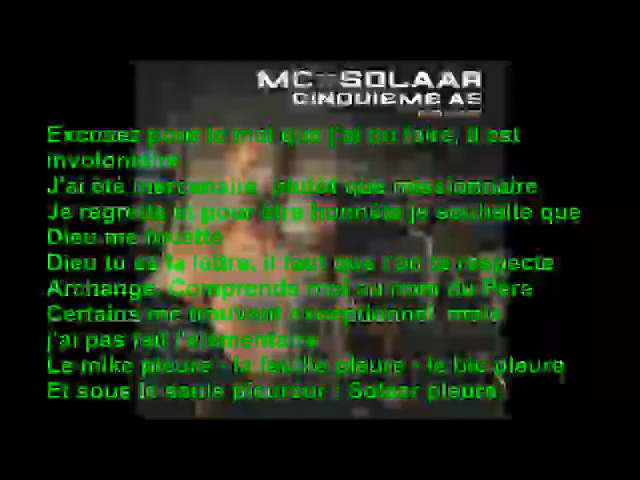 MC SOLAAR
CINQUIEME AS
Excusez pour le mal que j'ai pu faire, il est
involontaire
J'ai été mercenaire, plutôt que missionnaire
Je regrette et pour être honnête je souhaite que
Dieu me fouette
Dieu tu es la lettre, il faut que l'on te respecte
Archange. Comprends moi au nom du Père
Certains me trouvent exceptionnel, mais
j'ai pas fait l'élémentaire
Le mike pleure - la feuille pleure - le bic pleure
Et sous le saule pleureur : Solaar pleure